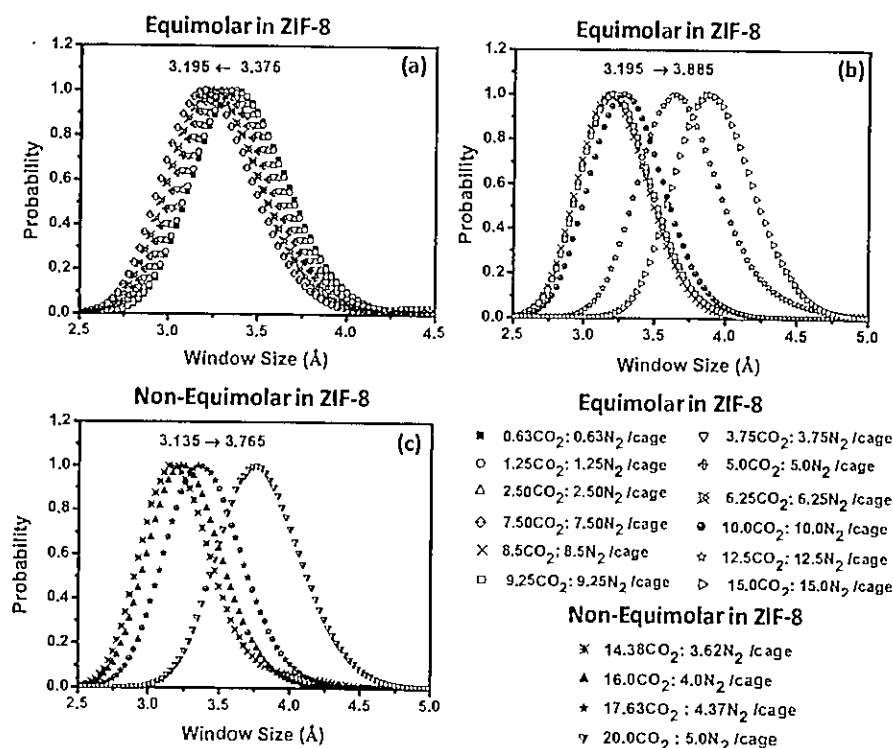 Equimolar in ZIF-8
3.195 ← 3.375
(a)
Probability
1.2
1.0
0.8
0.6
0.4
0.2
0.0
2.5 3.0 3.5 4.0 4.5
Window Size (Å)
Equimolar in ZIF-8
3.195 → 3.885
(b)
Probability
1.2
1.0
0.8
0.6
0.4
0.2
0.0
2.5 3.0 3.5 4.0 4.5 5.0
Window Size (Å)
Non-Equimolar in ZIF-8
3.135 → 3.765
(c)
Probability
1.2
1.0
0.8
0.6
0.4
0.2
0.0
2.5 3.0 3.5 4.0 4.5 5.0
Window Size (Å)
Equimolar in ZIF-8
0.63CO₂: 0.63N₂/cage
1.25CO₂: 1.25N₂/cage
2.50CO₂: 2.50N₂/cage
7.50CO₂: 7.50N₂/cage
8.5CO₂: 8.5N₂/cage
9.25CO₂: 9.25N₂/cage
3.75CO₂: 3.75N₂/cage
5.0CO₂: 5.0N₂/cage
6.25CO₂: 6.25N₂/cage
10.0CO₂: 10.0N₂/cage
12.5CO₂: 12.5N₂/cage
15.0CO₂: 15.0N₂/cage
Non-Equimolar in ZIF-8
14.38CO₂: 3.62N₂/cage
16.0CO₂: 4.0N₂/cage
17.63CO₂: 4.37N₂/cage
20.0CO₂: 5.0N₂/cage